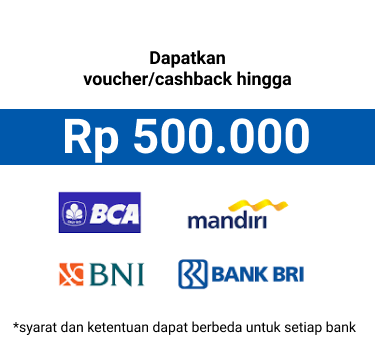 Dapatkan
voucher/cashback hingga
Rp 500.000
BCA
mandiri
BNI
BANK BRI
*syarat dan ketentuan dapat berbeda untuk setiap bank